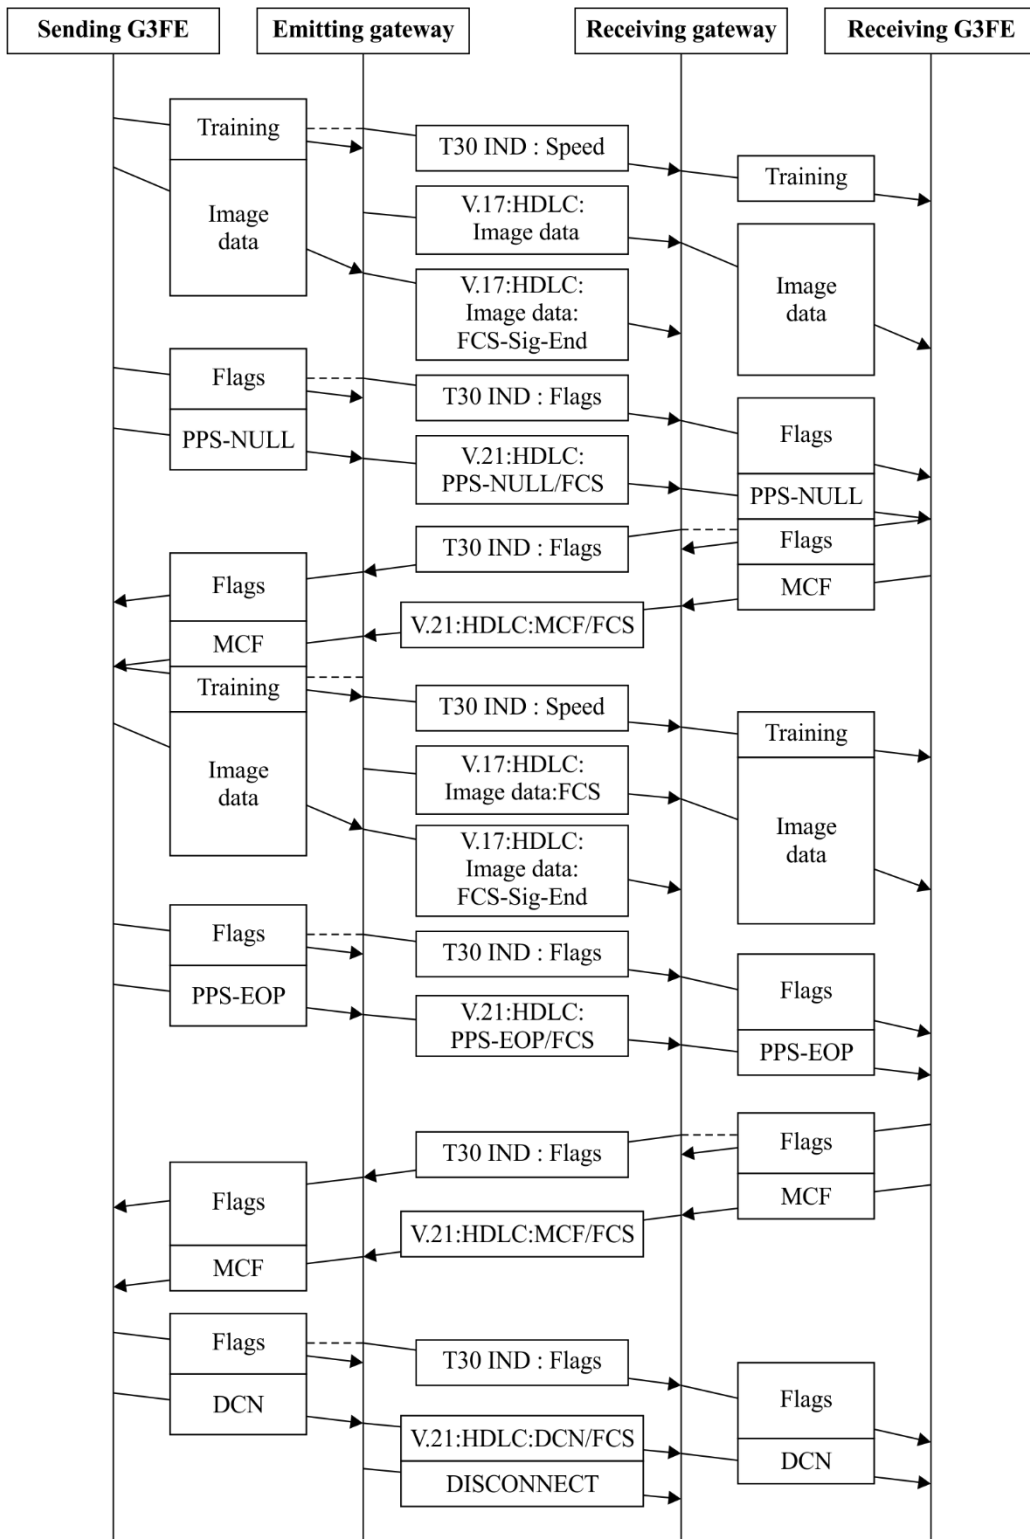 Sending G3FE
Emitting gateway
Receiving gateway
Receiving G3FE
Training
T30 IND : Speed
Training
Image
data
V.17:HDLC:
Image data
Image
data
V.17:HDLC:
Image data:
FCS-Sig-End
Flags
T30 IND : Flags
Flags
PPS-NULL
V.21:HDLC:
PPS-NULL/FCS
PPS-NULL
T30 IND : Flags
Flags
Flags
MCF
V.21:HDLC:MCF/FCS
MCF
Training
T30 IND : Speed
Training
Image
data
V.17:HDLC:
Image data:FCS
Image
data
V.17:HDLC:
Image data:
FCS-Sig-End
Flags
T30 IND : Flags
Flags
PPS-EOP
V.21:HDLC:
PPS-EOP/FCS
PPS-EOP
T30 IND : Flags
Flags
Flags
MCF
V.21:HDLC:MCF/FCS
MCF
Flags
T30 IND : Flags
Flags
DCN
V.21:HDLC:DCN/FCS
DCN
DISCONNECT